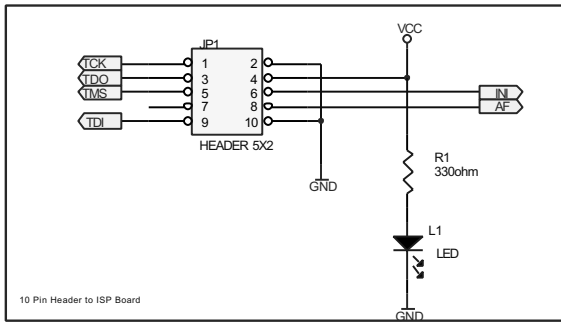 VCC
JP1
TCK 1 2
TDO 3 4
TMS 5 6 INI
7 8 AF
TDI 9 10
HEADER 5X2
R1
330ohm
GND
L1
LED
10 Pin Header to ISP Board
GND